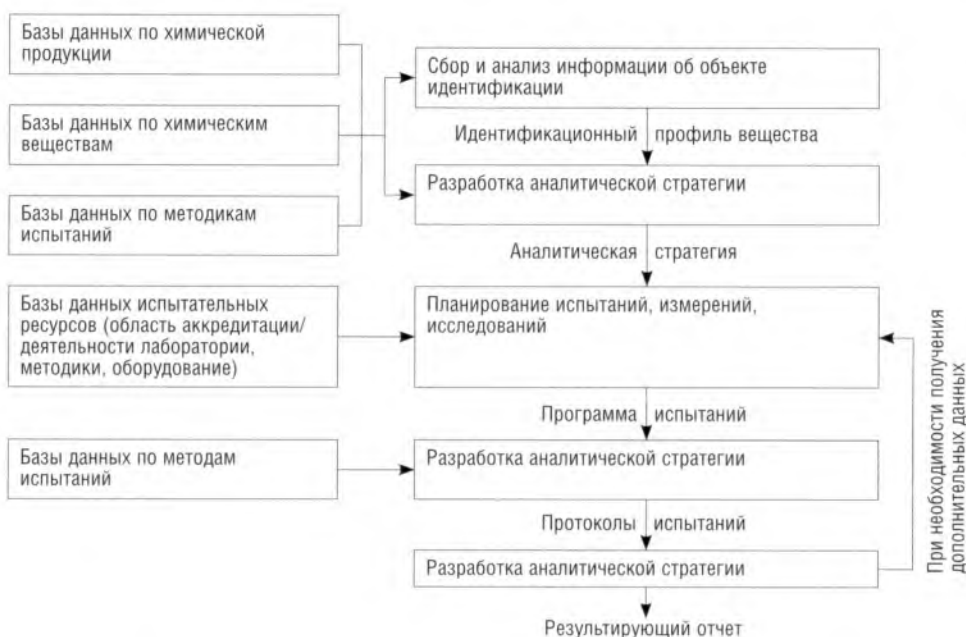 Базы данных по химической
продукции
Базы данных по химическим
веществам
Базы данных по методикам
испытаний
Базы данных испытательных
ресурсов (область аккредитации/
деятельности лаборатории,
методики, оборудование)
Базы данных по методам
испытаний
Сбор и анализ информации об объекте
идентификации
Идентификационный профиль вещества
Разработка аналитической стратегии
Аналитическая стратегия
Планирование испытаний, измерений,
исследований
Программа испытаний
Разработка аналитической стратегии
Протоколы испытаний
Разработка аналитической стратегии
Результирующий отчет
При необходимости получения
дополнительных данных